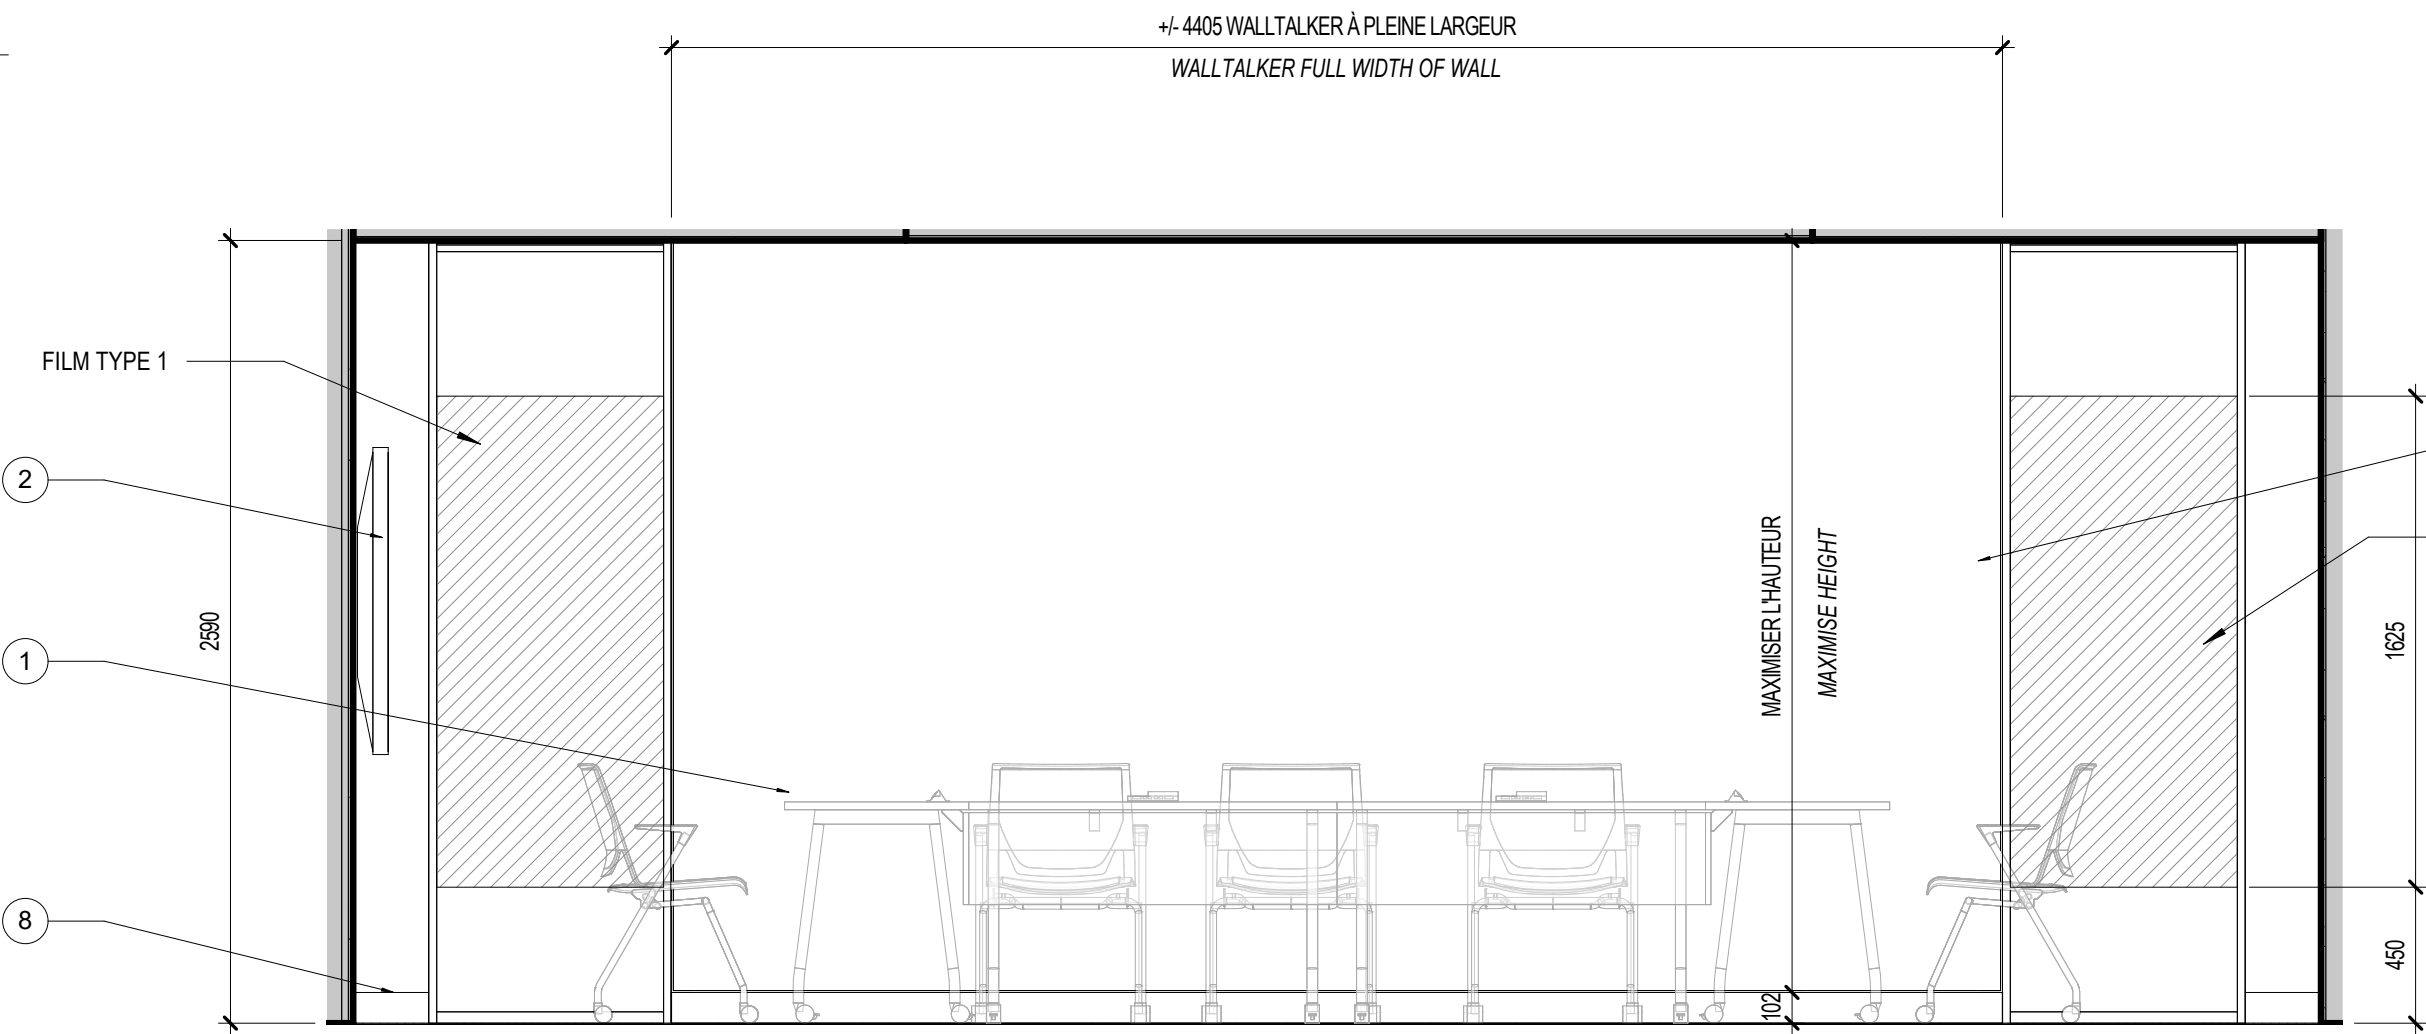 +/- 4405 WALLTALKER À PLEINE LARGEUR
WALLTALKER FULL WIDTH OF WALL
FILM TYPE 1
2
1
8
2590
MAXIMISER L'HAUTEUR
MAXIMISE HEIGHT
102
1625
450